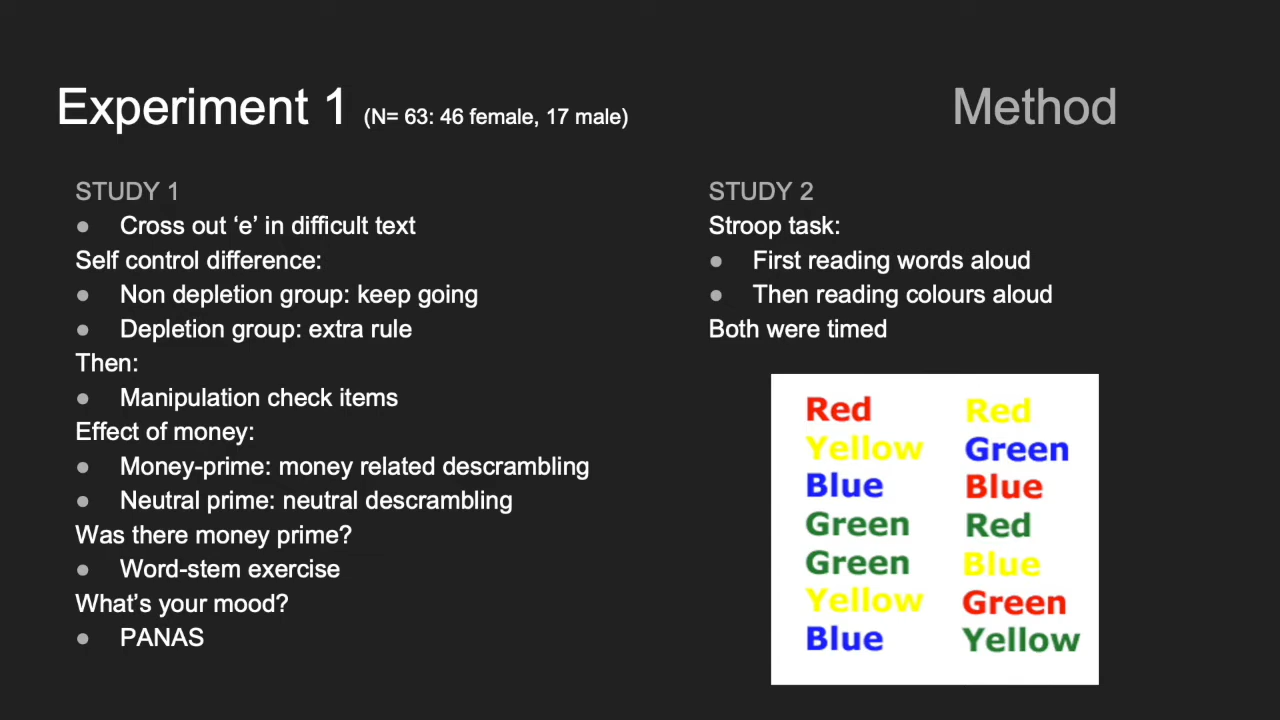 Experiment 1 (N= 63: 46 female, 17 male)
Method
STUDY 1
● Cross out ‘e’ in difficult text
Self control difference:
● Non depletion group: keep going
● Depletion group: extra rule
Then:
● Manipulation check items
Effect of money:
● Money-prime: money related descrambling
● Neutral prime: neutral descrambling
Was there money prime?
● Word-stem exercise
What’s your mood?
● PANAS
STUDY 2
Stroop task:
● First reading words aloud
● Then reading colours aloud
Both were timed
Red Red
Yellow Green
Blue Blue
Green Red
Green Blue
Yellow Green
Blue Yellow